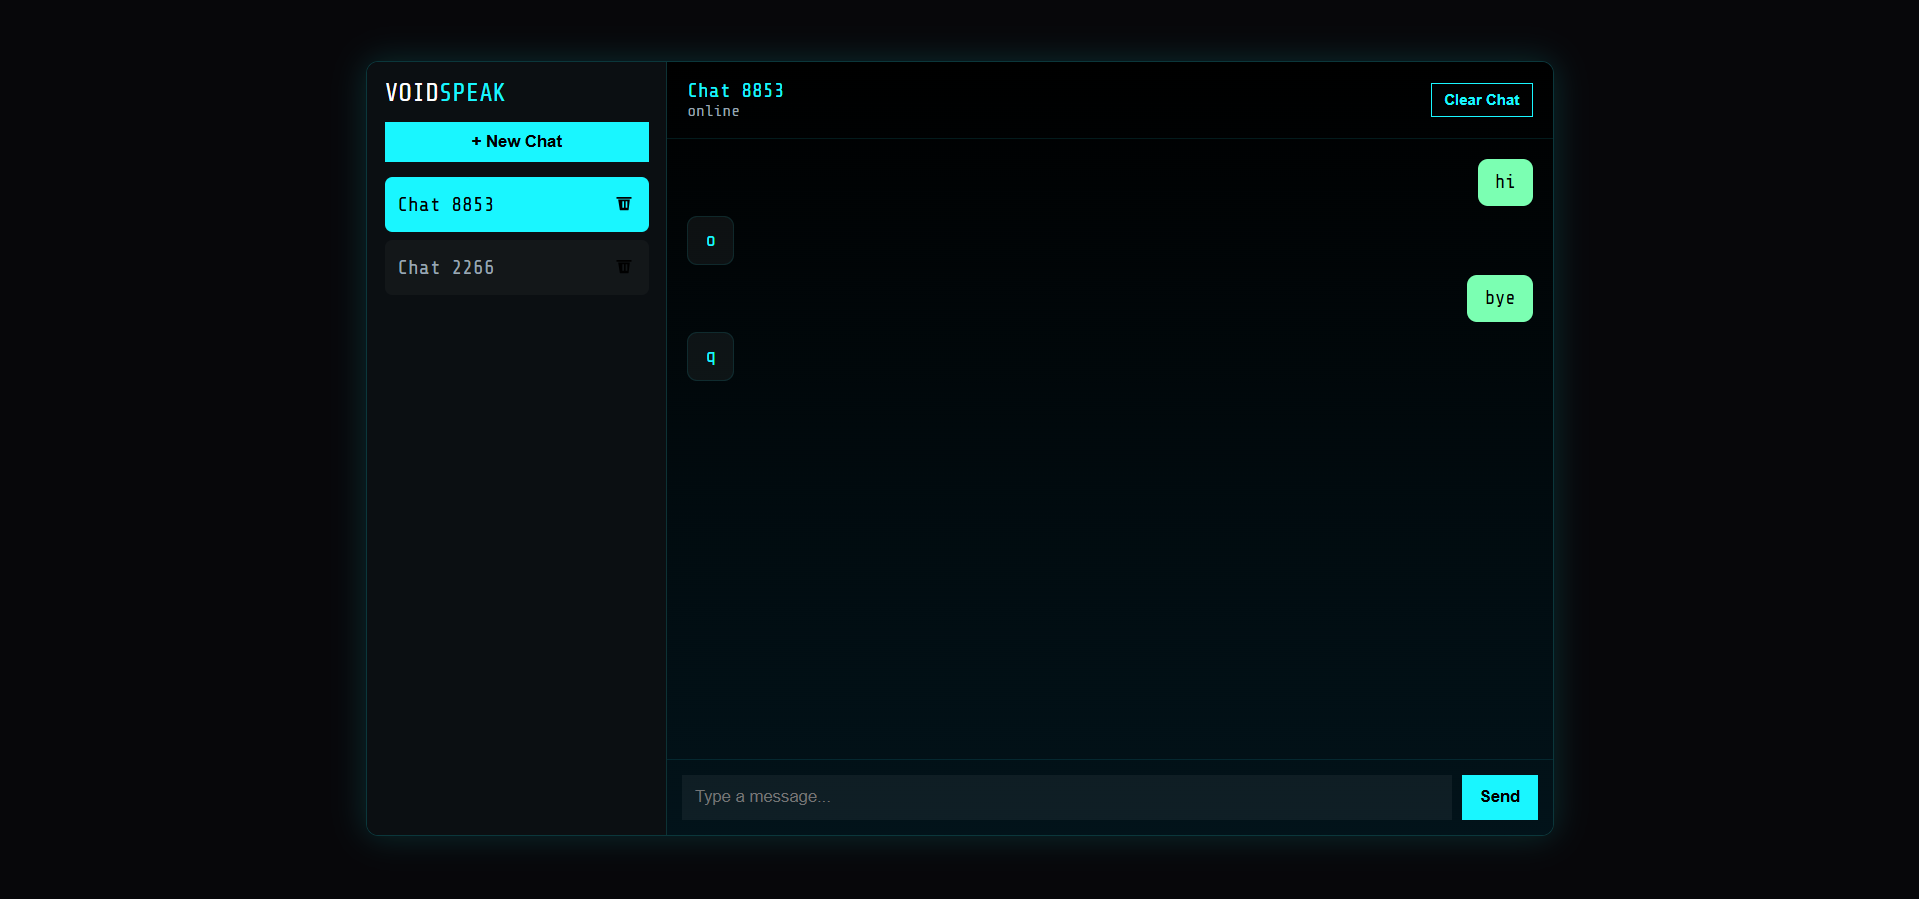 VOIDSPEAK
+ New Chat
Chat 8853
Chat 2266
Chat 8853
online
Clear Chat
hi
o
bye
q
Type a message...
Send